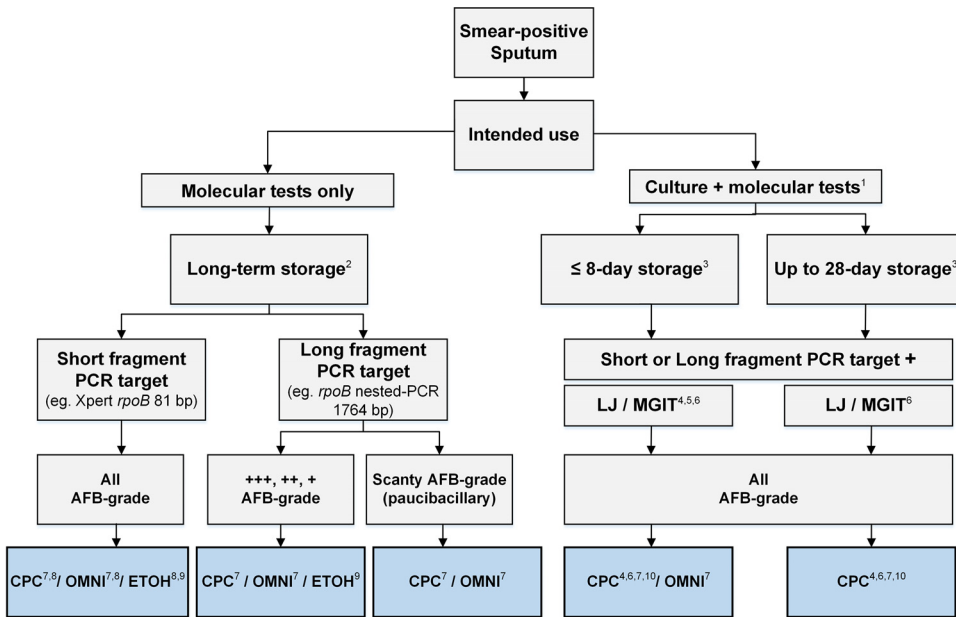 Smear-positive
Sputum
Intended use
Molecular tests only
Culture + molecular tests¹
Long-term storage²
≤ 8-day storage³
Up to 28-day storage³
Short fragment
PCR target
(eg. Xpert rpoB 81 bp)
Long fragment
PCR target
(eg. rpoB nested-PCR
1764 bp)
Short or Long fragment PCR target +
LJ / MGIT⁴,⁵,⁶
LJ / MGIT⁶
All
AFB-grade
+++, ++, +
AFB-grade
Scanty AFB-grade
(paucibacillary)
All
AFB-grade
CPC⁷,⁸/ OMNI⁷,⁸/ ETOH⁸,⁹
CPC⁷ / OMNI⁷ / ETOH⁹
CPC⁷ / OMNI⁷
CPC⁴,⁶,⁷,¹⁰/ OMNI⁷
CPC⁴,⁶,⁷,¹⁰